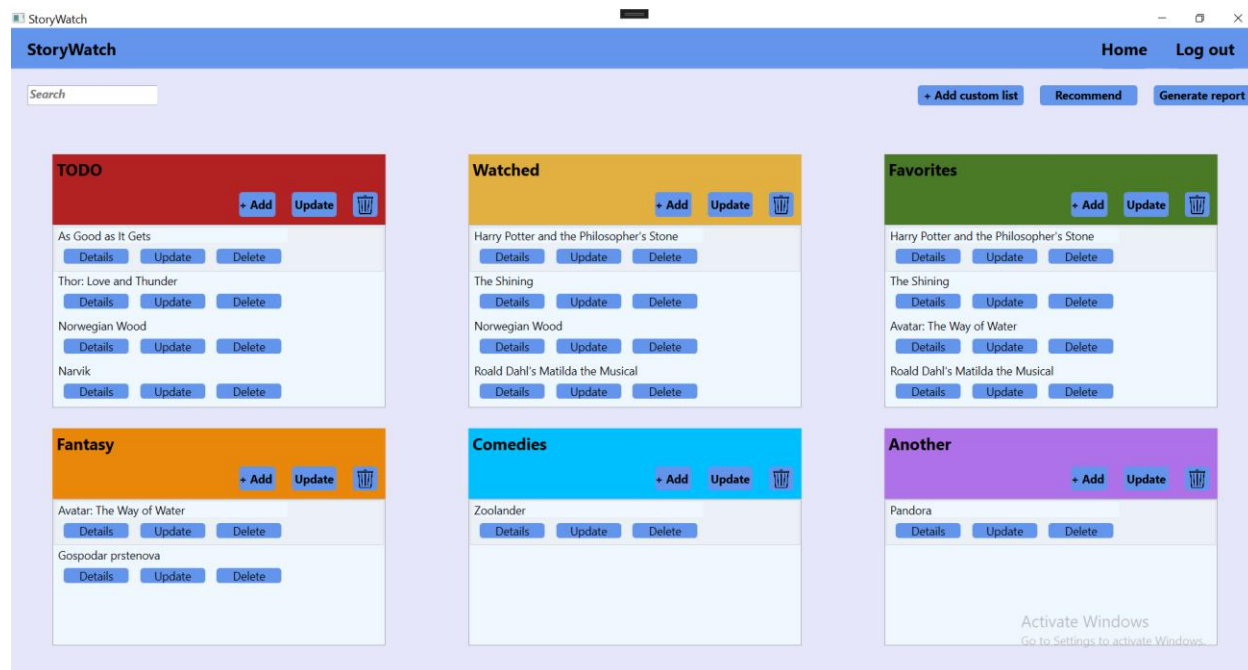 StoryWatch
StoryWatch Home Log out
Search + Add custom list Recommend Generate report
TODO
+ Add Update
As Good as It Gets
Details Update Delete
Thor: Love and Thunder
Details Update Delete
Norwegian Wood
Details Update Delete
Narvik
Details Update Delete
Watched
+ Add Update
Harry Potter and the Philosopher's Stone
Details Update Delete
The Shining
Details Update Delete
Norwegian Wood
Details Update Delete
Roald Dahl's Matilda the Musical
Details Update Delete
Favorites
+ Add Update
Harry Potter and the Philosopher's Stone
Details Update Delete
The Shining
Details Update Delete
Avatar: The Way of Water
Details Update Delete
Roald Dahl's Matilda the Musical
Details Update Delete
Fantasy
+ Add Update
Avatar: The Way of Water
Details Update Delete
Gospodar prstenova
Details Update Delete
Comedies
+ Add Update
Zoolander
Details Update Delete
Another
+ Add Update
Pandora
Details Update Delete
Activate Windows
Go to Settings to activate Windows.